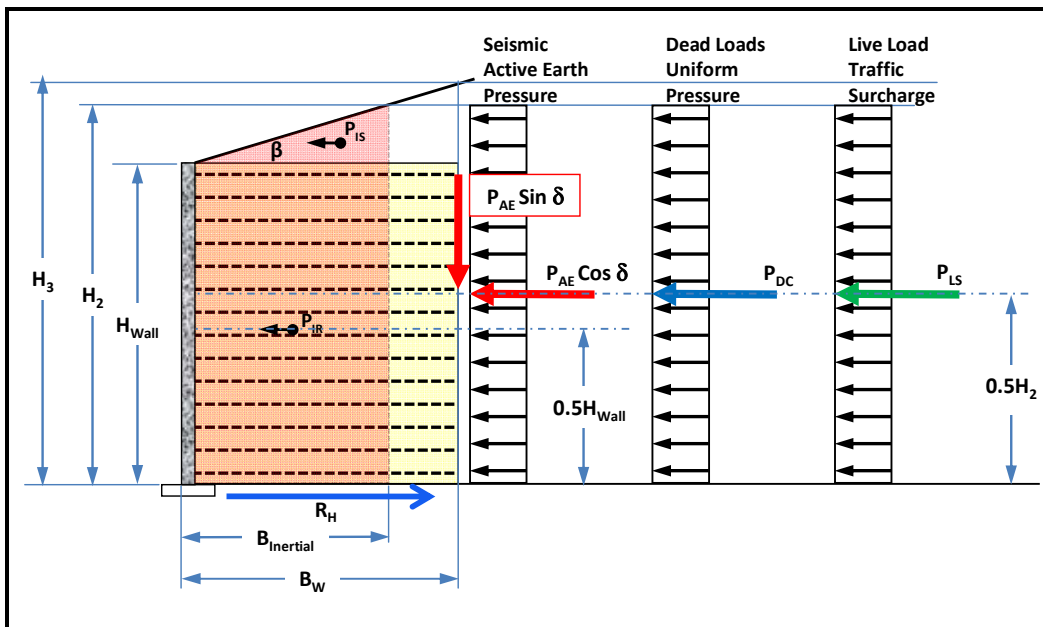 Seismic
Active Earth
Pressure
Dead Loads
Uniform
Pressure
Live Load
Traffic
Surcharge
P_IS
β
P_AE Sin δ
P_AE Cos δ
P_DC
P_LS
H_3
H_2
H_Wall
P_IR
0.5H_Wall
0.5H_2
R_H
B_Inertial
B_W